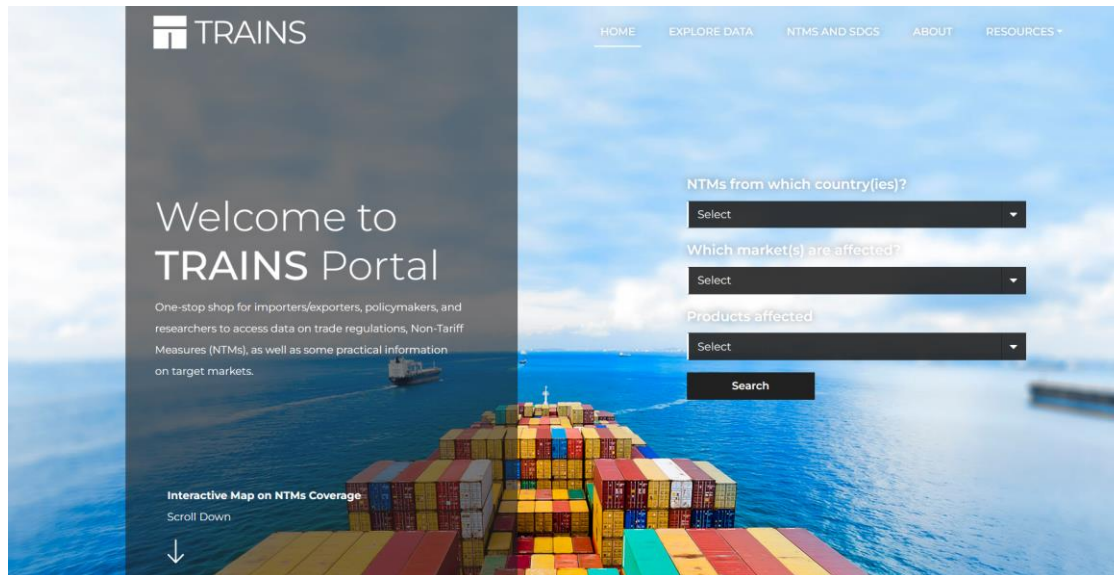 TRAINS
HOME EXPLORE DATA NTMS AND SDGS ABOUT RESOURCES
Welcome to
TRAINS Portal
One-stop shop for importers/exporters, policymakers, and
researchers to access data on trade regulations, Non-Tariff
Measures (NTMs), as well as some practical information
on target markets.
Interactive Map on NTMs Coverage
Scroll Down
NTMs from which country(ies)?
Select
Which market(s) are affected?
Select
Products affected
Select
Search